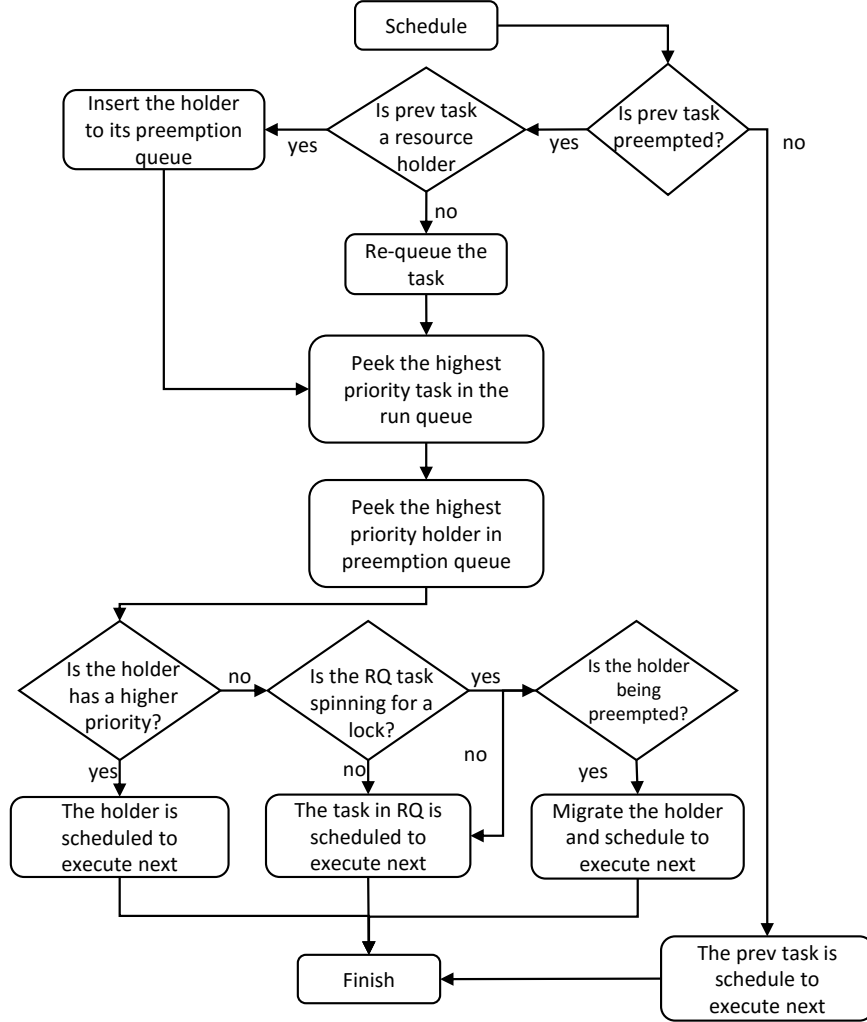 Schedule
Is prev task
preempted?
yes
no
Is prev task
a resource
holder
yes
no
Insert the holder
to its preemption
queue
Re-queue the
task
Peek the highest
priority task in the
run queue
Peek the highest
priority holder in
preemption queue
Is the holder
has a higher
priority?
no
yes
Is the RQ task
spinning for a
lock?
yes
no
no
Is the holder
being
preempted?
yes
The holder is
scheduled to
execute next
The task in RQ is
scheduled to
execute next
Migrate the holder
and schedule to
execute next
The prev task is
schedule to
execute next
Finish